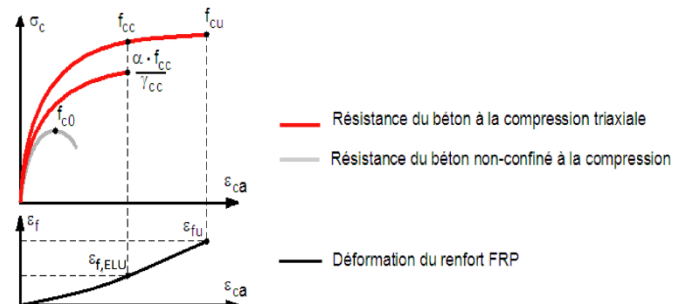 σc
fcc
fcu
α · fcc
γcc
fc0
Résistance du béton à la compression triaxiale
Résistance du béton non-confiné à la compression
εca
εf
εfu
εf,ELU
Déformation du renfort FRP
εca